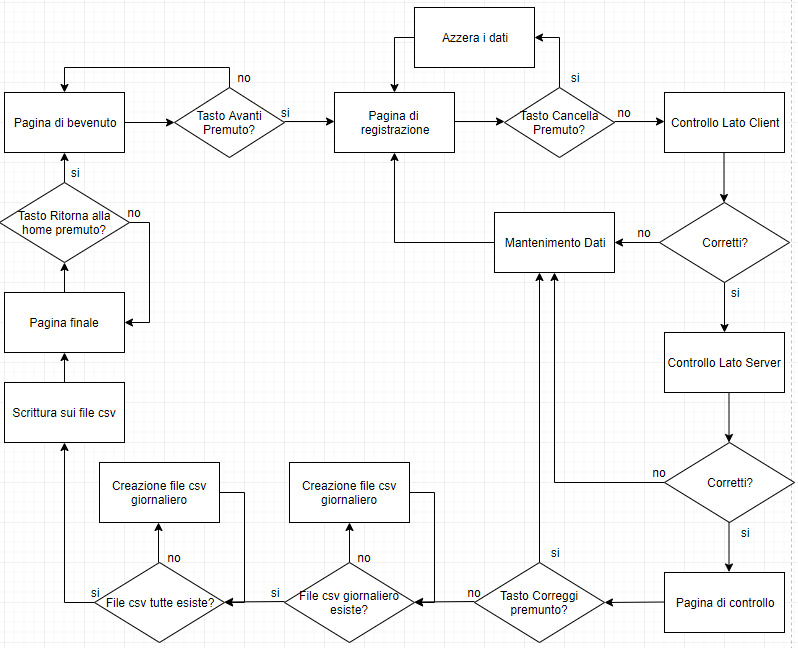 Azzera i dati
no
si
Pagina di bevenuto
Tasto Avanti
Premuto?
si
Pagina di
registrazione
Tasto Cancella
Premuto?
no
Controllo Lato Client
si
Tasto Ritorna alla
home premuto?
no
Mantenimento Dati
no
Corretti?
si
Pagina finale
Controllo Lato Server
Scrittura sui file csv
Creazione file csv
giornaliero
Creazione file csv
giornaliero
no
Corretti?
si
no
no
si
si
File csv tutte esiste?
si
File csv giornaliero
esiste?
no
Tasto Correggi
premunto?
Pagina di controllo